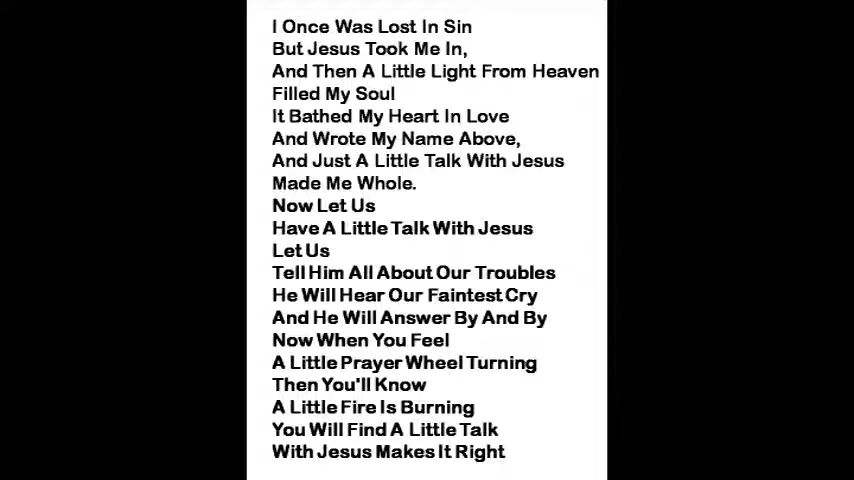 I Once Was Lost In Sin
But Jesus Took Me In,
And Then A Little Light From Heaven
Filled My Soul
It Bathed My Heart In Love
And Wrote My Name Above,
And Just A Little Talk With Jesus
Made Me Whole.
Now Let Us
Have A Little Talk With Jesus
Let Us
Tell Him All About Our Troubles
He Will Hear Our Faintest Cry
And He Will Answer By And By
Now When You Feel
A Little Prayer Wheel Turning
Then You'll Know
A Little Fire Is Burning
You Will Find A Little Talk
With Jesus Makes It Right